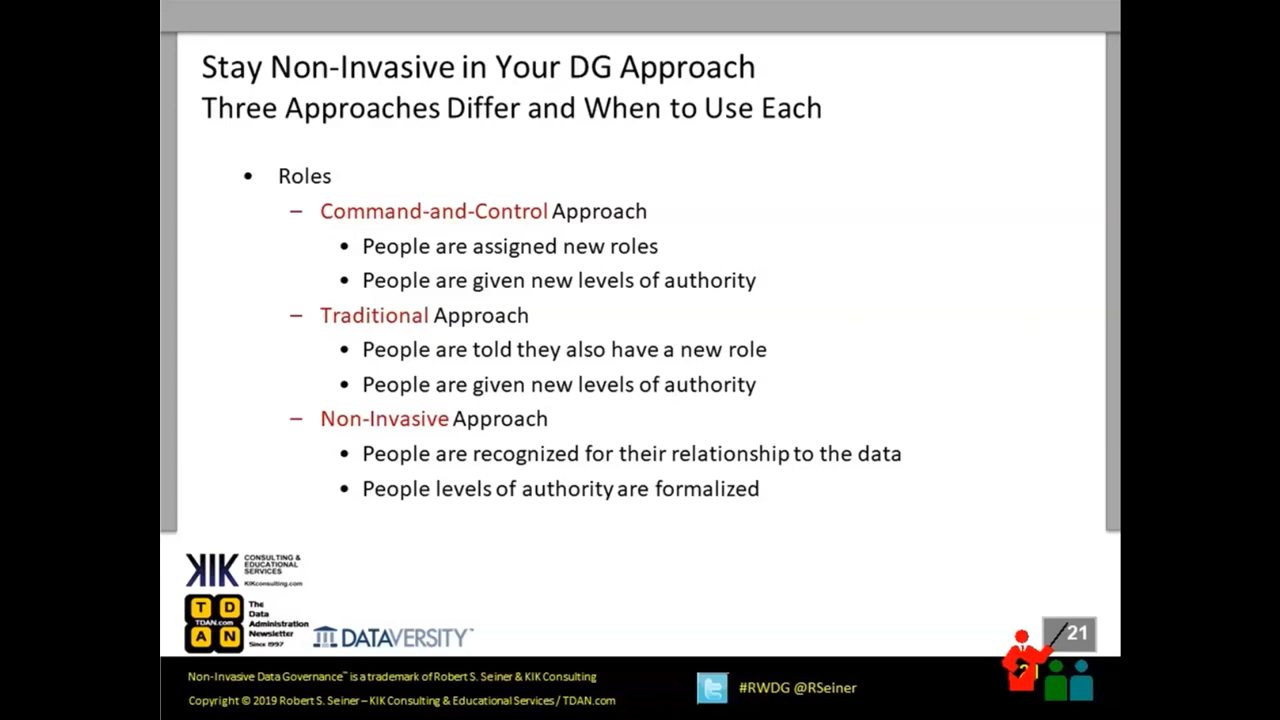 Stay Non-Invasive in Your DG Approach
Three Approaches Differ and When to Use Each
• Roles
– Command-and-Control Approach
• People are assigned new roles
• People are given new levels of authority
– Traditional Approach
• People are told they also have a new role
• People are given new levels of authority
– Non-Invasive Approach
• People are recognized for their relationship to the data
• People levels of authority are formalized
KIK
CONSULTING &
EDUCATIONAL
SERVICES
KIKconsulting.com
T D
TDAN.com
A N
The
Data
Administration
Newsletter
Since 1997
DATAVERSITY™
21
Non-Invasive Data Governance™ is a trademark of Robert S. Seiner & KIK Consulting
Copyright © 2019 Robert S. Seiner – KIK Consulting & Educational Services / TDAN.com
#RWDG @RSeiner